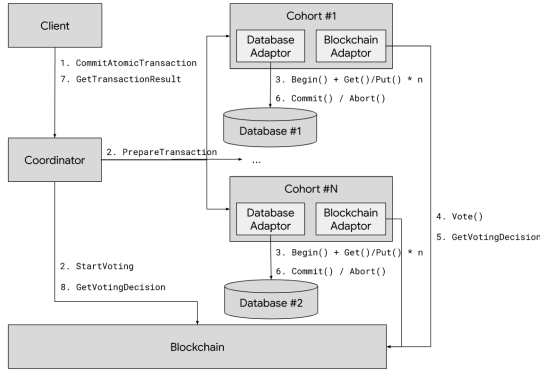 Client
Cohort #1
Database Adaptor
Blockchain Adaptor
1. CommitAtomicTransaction
7. GetTransactionResult
3. Begin() + Get()/Put() * n
6. Commit() / Abort()
Database #1
Coordinator
2. PrepareTransaction
...
Cohort #N
Database Adaptor
Blockchain Adaptor
4. Vote()
5. GetVotingDecision
3. Begin() + Get()/Put() * n
6. Commit() / Abort()
2. StartVoting
8. GetVotingDecision
Database #2
Blockchain